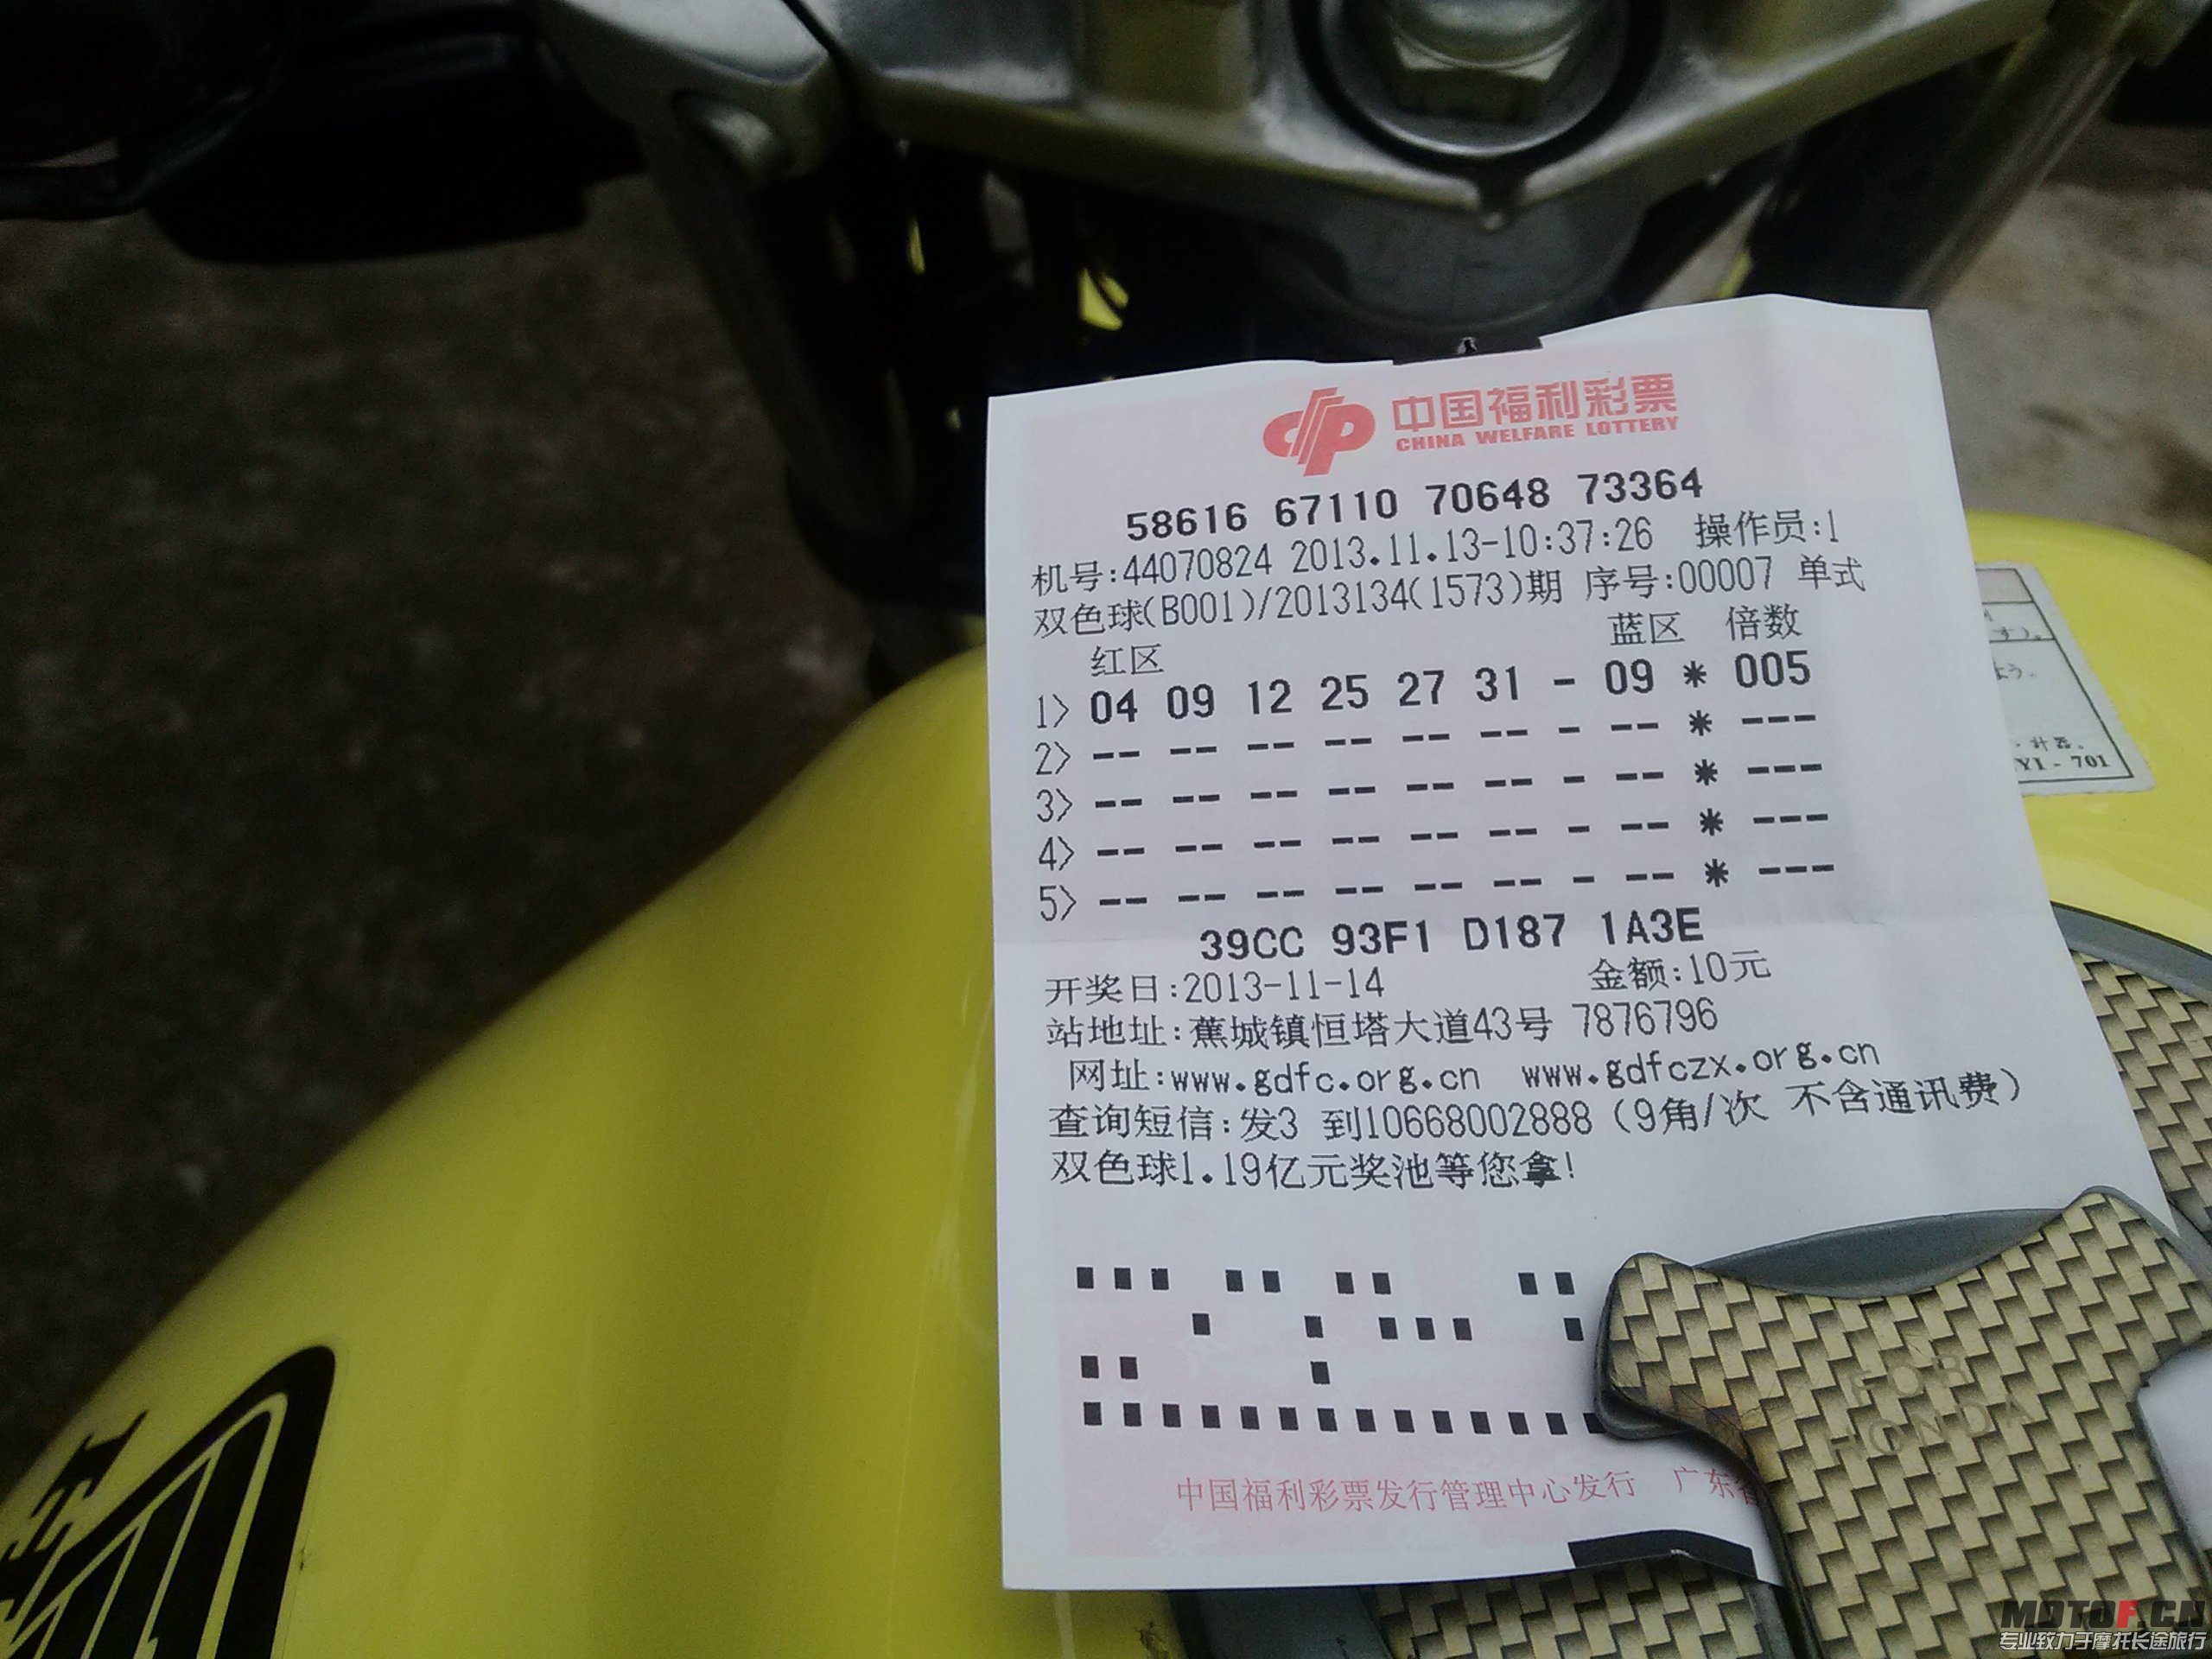 中国福利彩票
CHINA WELFARE LOTTERY
58616 67110 70648 73364
机号:44070824 2013.11.13-10:37:26 操作员:1
双色球(B001)/2013134(1573)期 序号:00007 单式
红区 蓝区 倍数
1> 04 09 12 25 27 31 - 09 * 005
2> -- -- -- -- -- -- - -- * ---
3> -- -- -- -- -- -- - -- * ---
4> -- -- -- -- -- -- - -- * ---
5> -- -- -- -- -- -- - -- * ---
39CC 93F1 D187 1A3E
开奖日:2013-11-14 金额:10元
站地址:蕉城镇恒塔大道43号 7876796
网址:www.gdfc.org.cn www.gdfczx.org.cn
查询短信:发3 到10668002888（9角/次 不含通讯费）
双色球1.19亿元奖池等您拿!
中国福利彩票发行管理中心发行 广东省
YI - 701
FOR
HONDA
MOTOF.CN
专业致力于摩托长途旅行